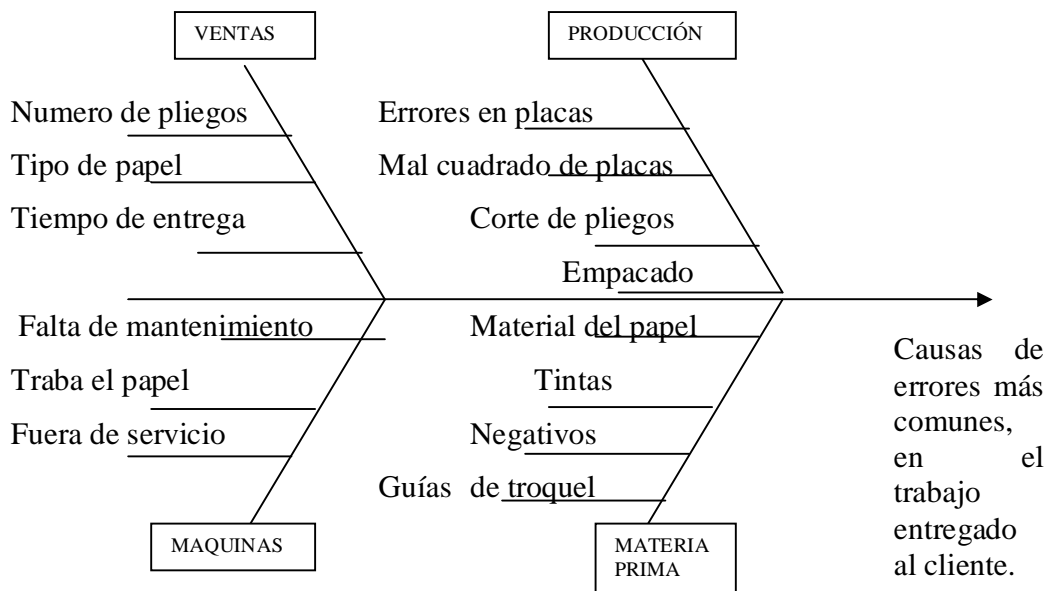 VENTAS
PRODUCCIÓN
Numero de pliegos
Tipo de papel
Tiempo de entrega
Errores en placas
Mal cuadrado de placas
Corte de pliegos
Empacado
Falta de mantenimiento
Traba el papel
Fuera de servicio
Material del papel
Tintas
Negativos
Guías de troquel
MAQUINAS
MATERIA
PRIMA
Causas de
errores más
comunes,
en el
trabajo
entregado
al cliente.